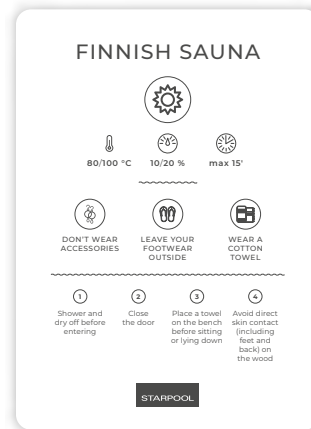 FINNISH SAUNA
80/100 °C
10/20 %
max 15'
DON'T WEAR
ACCESSORIES
LEAVE YOUR
FOOTWEAR
OUTSIDE
WEAR A
COTTON
TOWEL
1
Shower and
dry off before
entering
2
Close
the door
3
Place a towel
on the bench
before sitting
or lying down
4
Avoid direct
skin contact
(including
feet and
back) on
the wood
STARPOOL